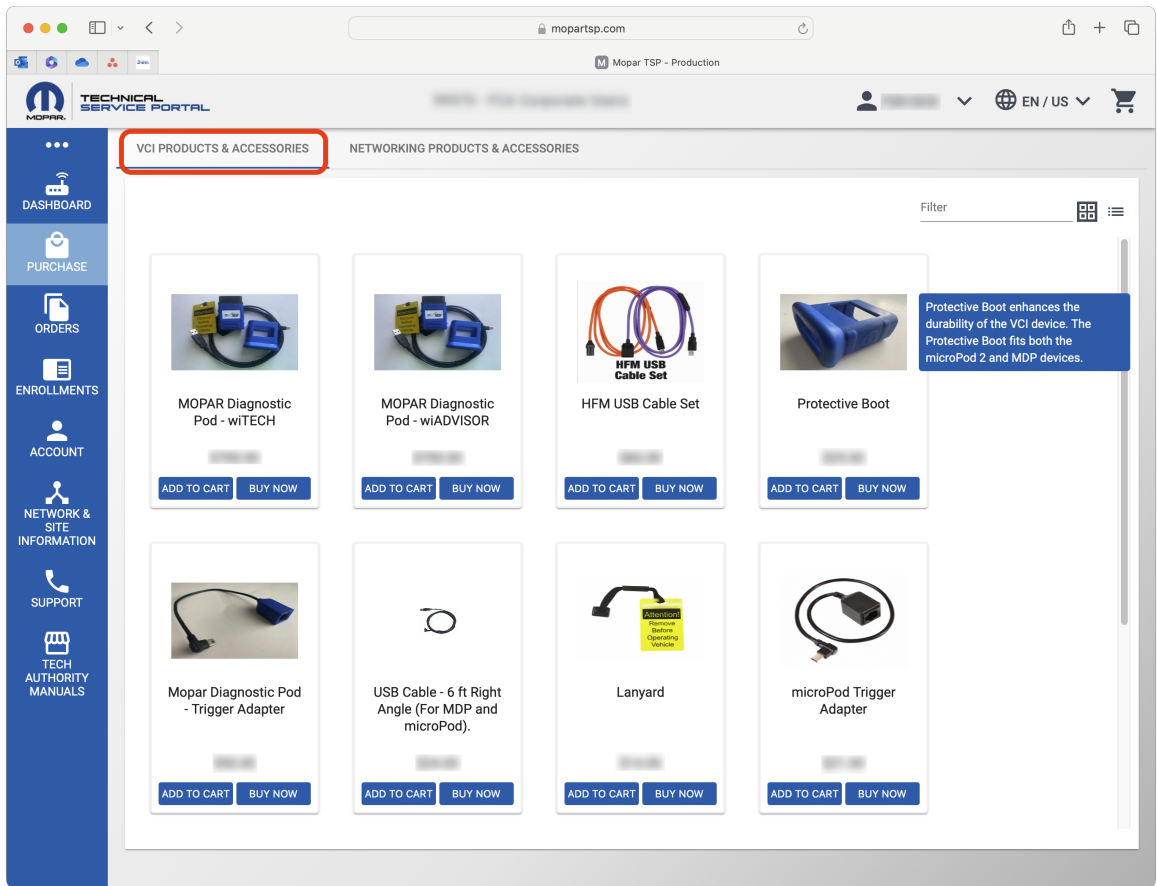 mopartsp.com
M Mopar TSP - Production
MOPAR.
TECHNICAL
SERVICE PORTAL
EN / US
DASHBOARD
PURCHASE
ORDERS
ENROLLMENTS
ACCOUNT
NETWORK &
SITE
INFORMATION
SUPPORT
TECH
AUTHORITY
MANUALS
VCI PRODUCTS & ACCESSORIES
NETWORKING PRODUCTS & ACCESSORIES
Filter
MOPAR Diagnostic
Pod - wiTECH
ADD TO CART BUY NOW
MOPAR Diagnostic
Pod - wiADVISOR
ADD TO CART BUY NOW
HFM USB
Cable Set
HFM USB Cable Set
ADD TO CART BUY NOW
Protective Boot
ADD TO CART BUY NOW
Protective Boot enhances the
durability of the VCI device. The
Protective Boot fits both the
microPod 2 and MDP devices.
Mopar Diagnostic Pod
- Trigger Adapter
ADD TO CART BUY NOW
USB Cable - 6 ft Right
Angle (For MDP and
microPod).
ADD TO CART BUY NOW
Attention!
Remove
Before
Operating
Vehicle
Lanyard
ADD TO CART BUY NOW
microPod Trigger
Adapter
ADD TO CART BUY NOW